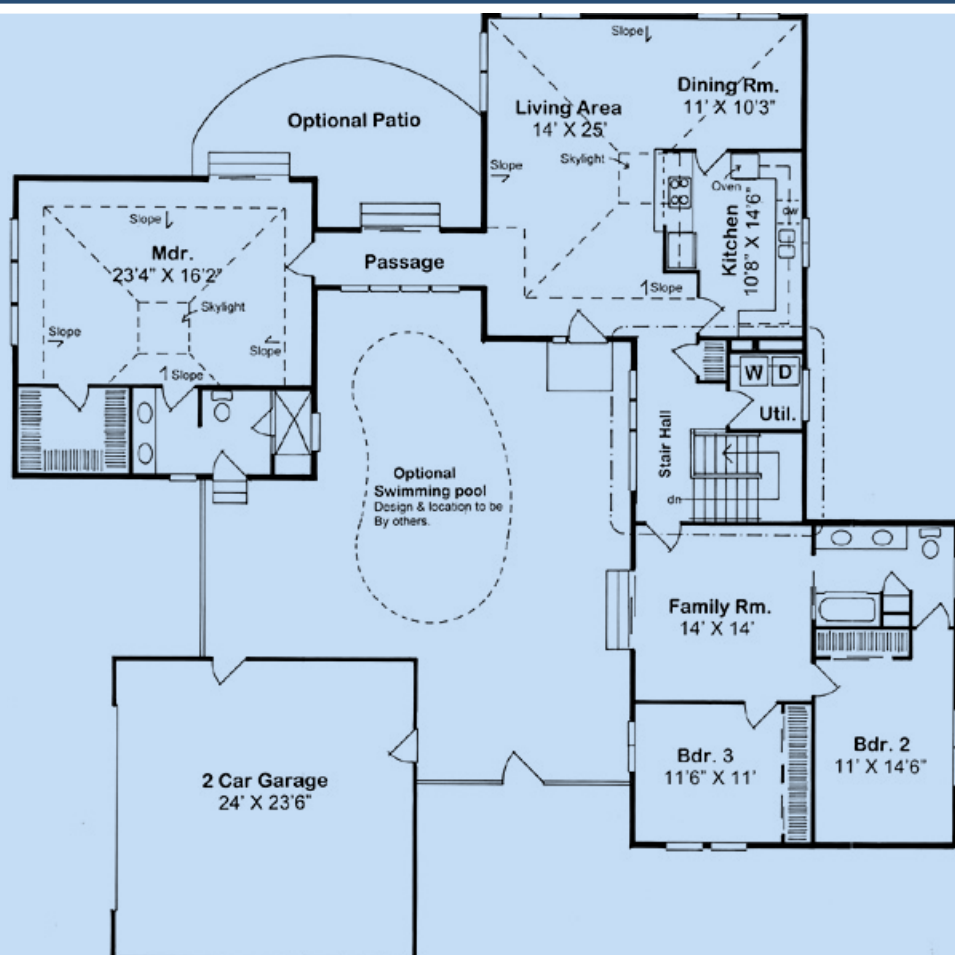 Slope
Dining Rm.
11' X 10'3"
Living Area
14' X 25'
Optional Patio
Skylight
Slope
Oven
Kitchen
10'8" X 14'6"
dw
Slope
Mdr.
23'4" X 16'2"
Passage
Skylight
Slope
Slope
Slope
Slope
W D
Util.
Stair Hall
dn
Optional
Swimming pool
Design & location to be
By others.
Family Rm.
14' X 14'
2 Car Garage
24' X 23'6"
Bdr. 3
11'6" X 11'
Bdr. 2
11' X 14'6"